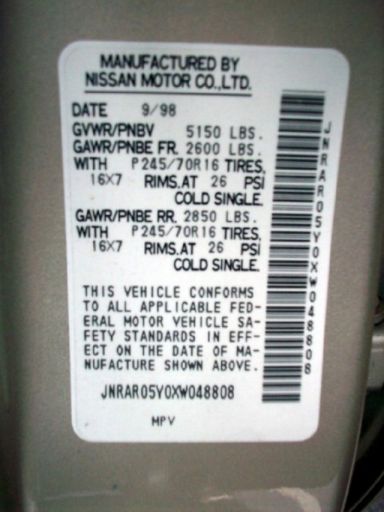 MANUFACTURED BY
NISSAN MOTOR CO.,LTD.
DATE 9/98
GVWR/PNBV 5150 LBS.
GAWR/PNBE FR. 2600 LBS.
WITH P245/70R16 TIRES,
16X7 RIMS,AT 26 PSI
COLD SINGLE.
GAWR/PNBE RR. 2850 LBS.
WITH P245/70R16 TIRES,
16X7 RIMS,AT 26 PSI
COLD SINGLE.
THIS VEHICLE CONFORMS
TO ALL APPLICABLE FED-
ERAL MOTOR VEHICLE SA-
FETY STANDARDS IN EFF-
ECT ON THE DATE OF MA-
NUFACTURE SHOWN ABOVE.
JNRAR05Y0XW048808
MPV
JNRAR05Y0XW048808